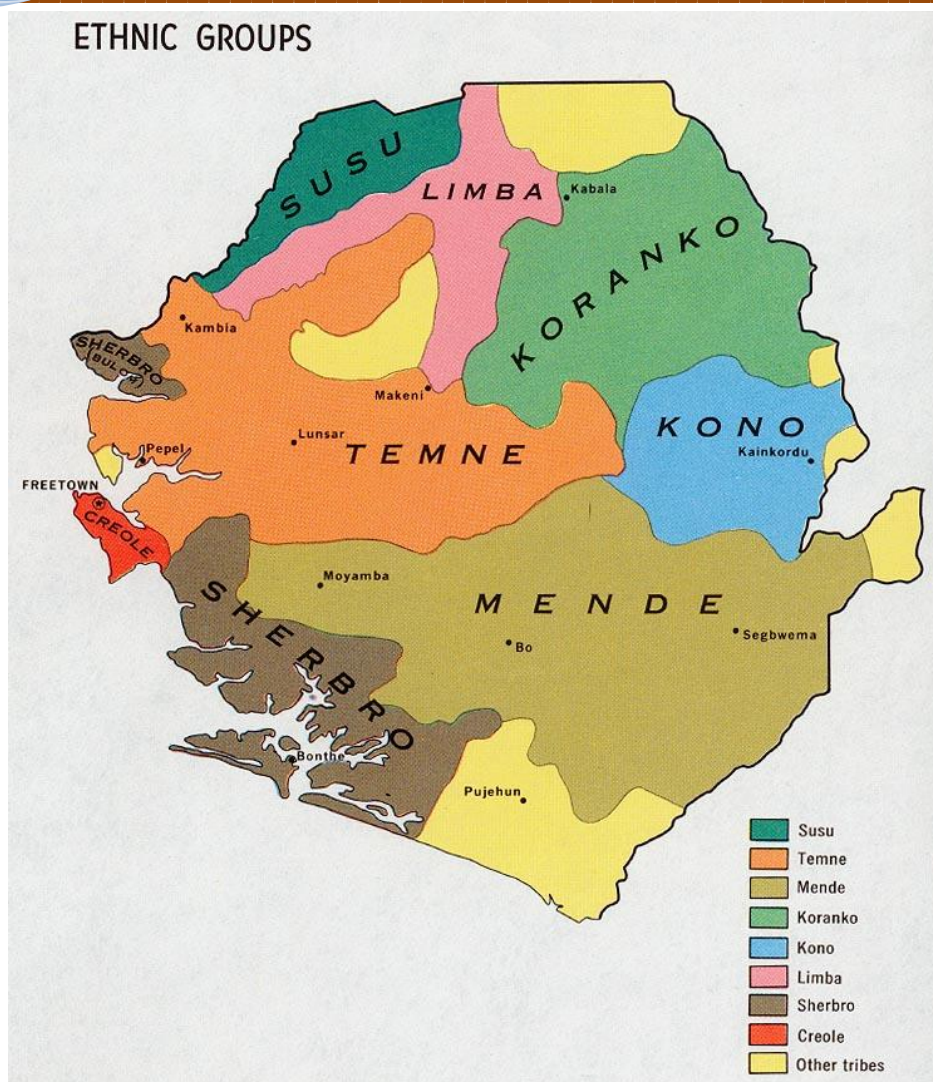 ETHNIC GROUPS
SUSU
LIMBA
Kabala
KORANKO
Kambia
SHERBRO
(BULOM)
Makeni
KONO
Lunsar
TEMNE
Kainkordu
Pepel
FREETOWN
CREOLE
Moyamba
MENDE
SHERBRO
Segbwema
Bo
Bonthe
Pujehun
Susu
Temne
Mende
Koranko
Kono
Limba
Sherbro
Creole
Other tribes